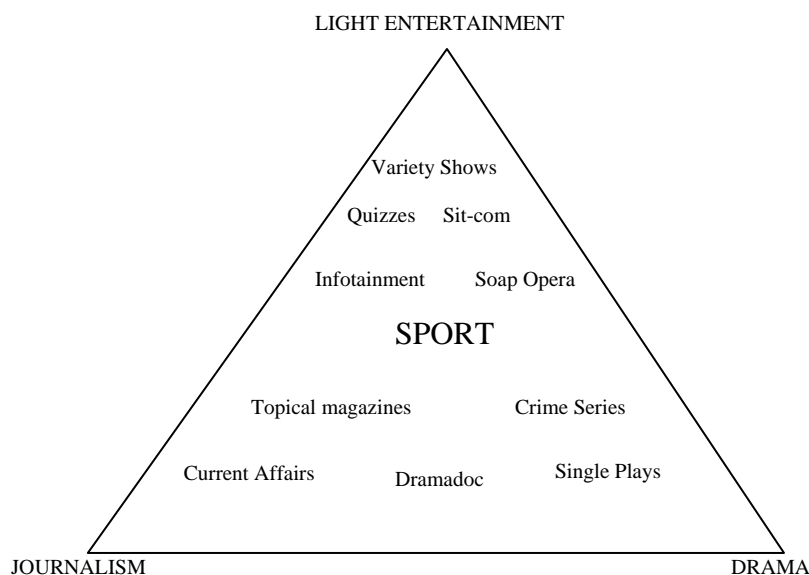 LIGHT ENTERTAINMENT
Variety Shows
Quizzes Sit-com
Infotainment Soap Opera
SPORT
Topical magazines Crime Series
Current Affairs Dramadoc Single Plays
JOURNALISM DRAMA